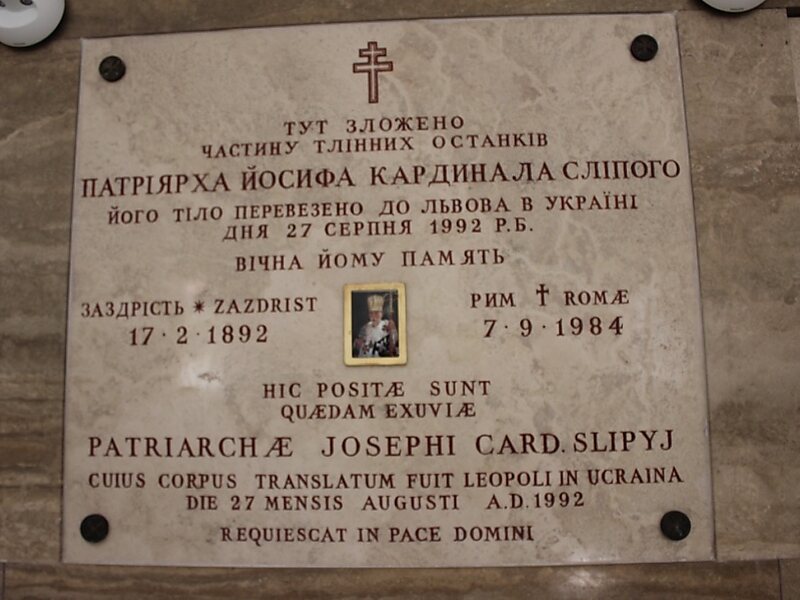 ТУТ ЗЛОЖЕНО
ЧАСТИНУ ТЛІННИХ ОСТАНКІВ
ПАТРІЯРХА ЙОСИФА КАРДИНАЛА СЛІПОГО
ЙОГО ТІЛО ПЕРЕВЕЗЕНО ДО ЛЬВОВА В УКРАЇНІ
ДНЯ 27 СЕРПНЯ 1992 Р.Б.
ВІЧНА ЙОМУ ПАМЯТЬ
ЗАЗДРІСТЬ * ZAZDRIST
17·2·1892
РИМ † ROMÆ
7·9·1984
HIC POSITÆ SUNT
QUÆDAM EXUVIÆ
PATRIARCHÆ JOSEPHI CARD. SLIPYJ
CUIUS CORPUS TRANSLATUM FUIT LEOPOLI IN UCRAINA
DIE 27 MENSIS AUGUSTI A.D. 1992
REQUIESCAT IN PACE DOMINI